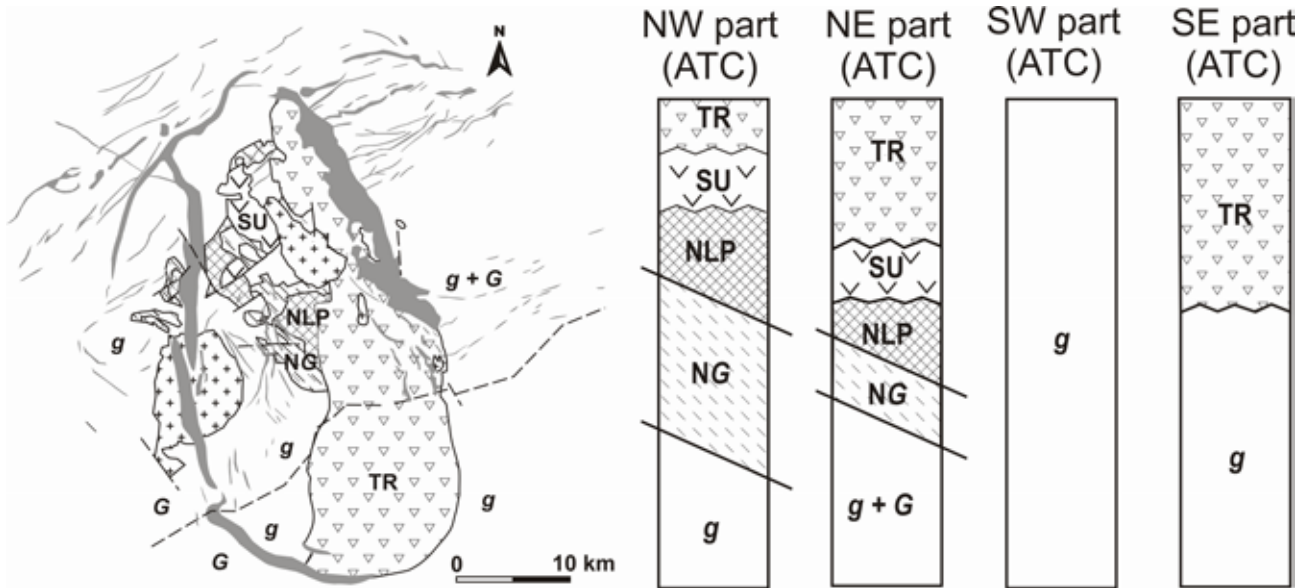 N
SU
g + G
NLP
g
NG
g
TR
g
G
g
G
0 10 km
NW part
(ATC)
TR
SU
NLP
NG
g
NE part
(ATC)
TR
SU
NLP
NG
g + G
SW part
(ATC)
g
SE part
(ATC)
TR
g